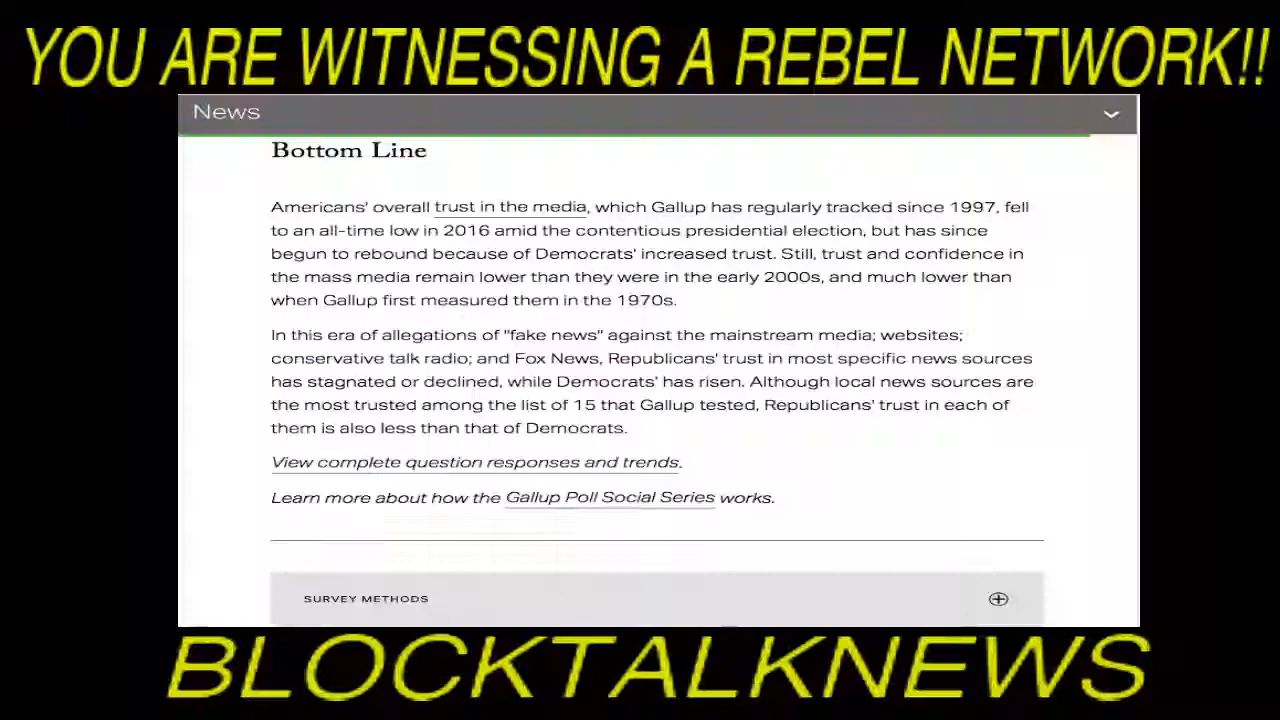 YOU ARE WITNESSING A REBEL NETWORK!!
News
Bottom Line
Americans' overall trust in the media, which Gallup has regularly tracked since 1997, fell
to an all-time low in 2016 amid the contentious presidential election, but has since
begun to rebound because of Democrats' increased trust. Still, trust and confidence in
the mass media remain lower than they were in the early 2000s, and much lower than
when Gallup first measured them in the 1970s.
In this era of allegations of "fake news" against the mainstream media; websites;
conservative talk radio; and Fox News, Republicans' trust in most specific news sources
has stagnated or declined, while Democrats' has risen. Although local news sources are
the most trusted among the list of 15 that Gallup tested, Republicans' trust in each of
them is also less than that of Democrats.
View complete question responses and trends.
Learn more about how the Gallup Poll Social Series works.
SURVEY METHODS
BLOCKTALKNEWS